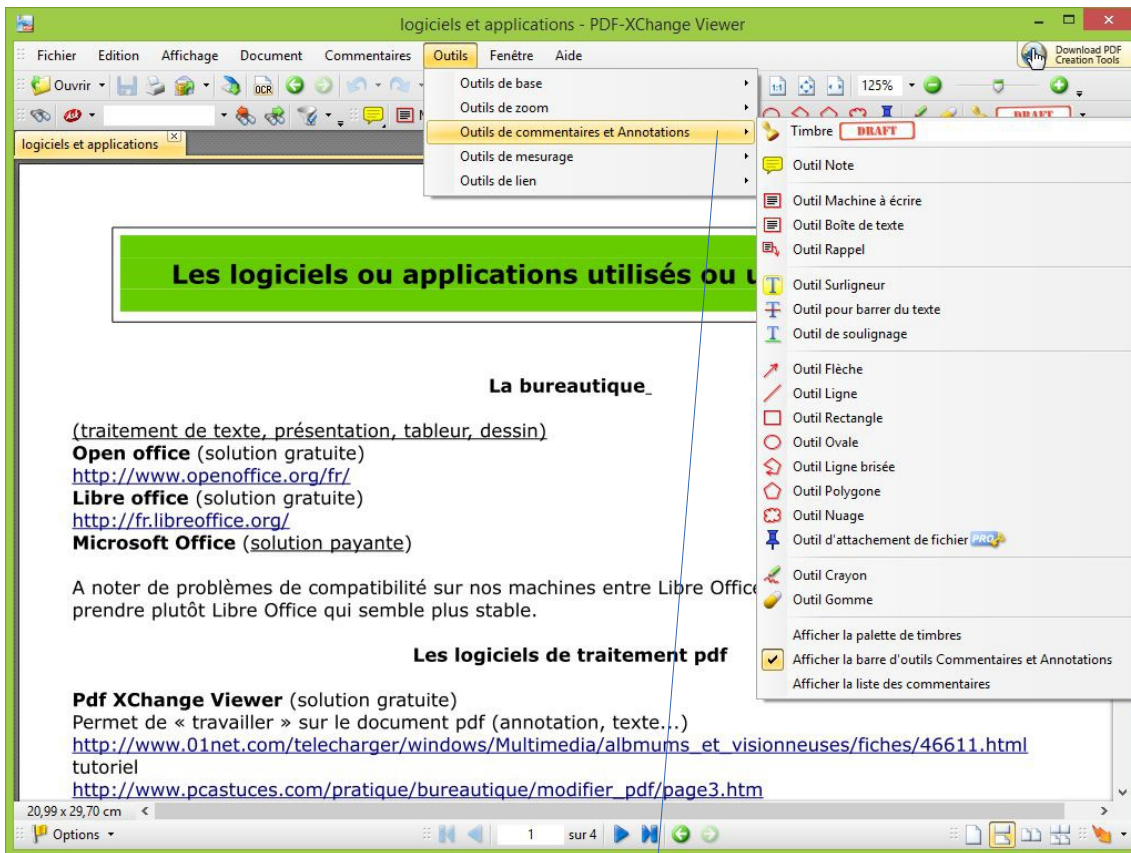 logiciels et applications - PDF-XChange Viewer
Fichier Edition Affichage Document Commentaires Outils Fenêtre Aide
Download PDF
Creation Tools
Ouvrir
OCR
1:1
125%
logiciels et applications
Outils de base
Outils de zoom
Outils de commentaires et Annotations
Outils de mesurage
Outils de lien
Timbre DRAFT
Outil Note
Outil Machine à écrire
Outil Boîte de texte
Outil Rappel
Outil Surligneur
Outil pour barrer du texte
Outil de soulignage
Outil Flèche
Outil Ligne
Outil Rectangle
Outil Ovale
Outil Ligne brisée
Outil Polygone
Outil Nuage
Outil d'attachement de fichier PRO
Outil Crayon
Outil Gomme
Afficher la palette de timbres
Afficher la barre d'outils Commentaires et Annotations
Afficher la liste des commentaires
Les logiciels ou applications utilisés ou
La bureautique
(traitement de texte, présentation, tableur, dessin)
Open office (solution gratuite)
http://www.openoffice.org/fr/
Libre office (solution gratuite)
http://fr.libreoffice.org/
Microsoft Office (solution payante)
A noter de problèmes de compatibilité sur nos machines entre Libre Office
prendre plutôt Libre Office qui semble plus stable.
Les logiciels de traitement pdf
Pdf XChange Viewer (solution gratuite)
Permet de « travailler » sur le document pdf (annotation, texte...)
http://www.01net.com/telecharger/windows/Multimedia/albmums_et_visionneuses/fiches/46611.html
tutoriel
http://www.pcastuces.com/pratique/bureautique/modifier_pdf/page3.htm
20,99 x 29,70 cm
Options
1 sur 4